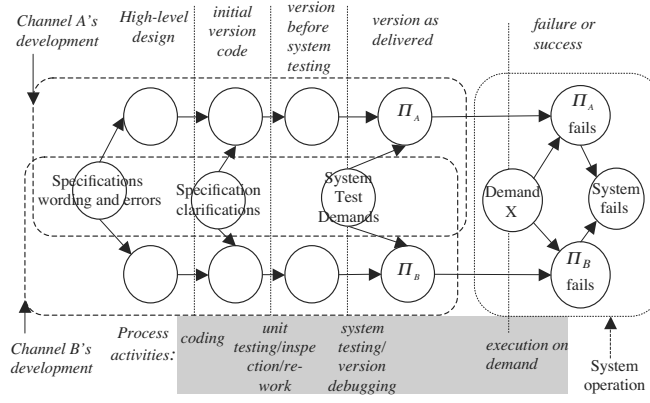 Channel A's
development
High-level
design
initial
version
code
version
before
system
testing
version as
delivered
failure or
success
Π_A
Π_A
fails
Specifications
wording and errors
Specification
clarifications
System
Test
Demands
Demand
X
System
fails
Π_B
Π_B
fails
Channel B's
development
Process
activities:
coding
unit
testing/inspe
ction/re-
work
system
testing/
version
debugging
execution on
demand
System
operation